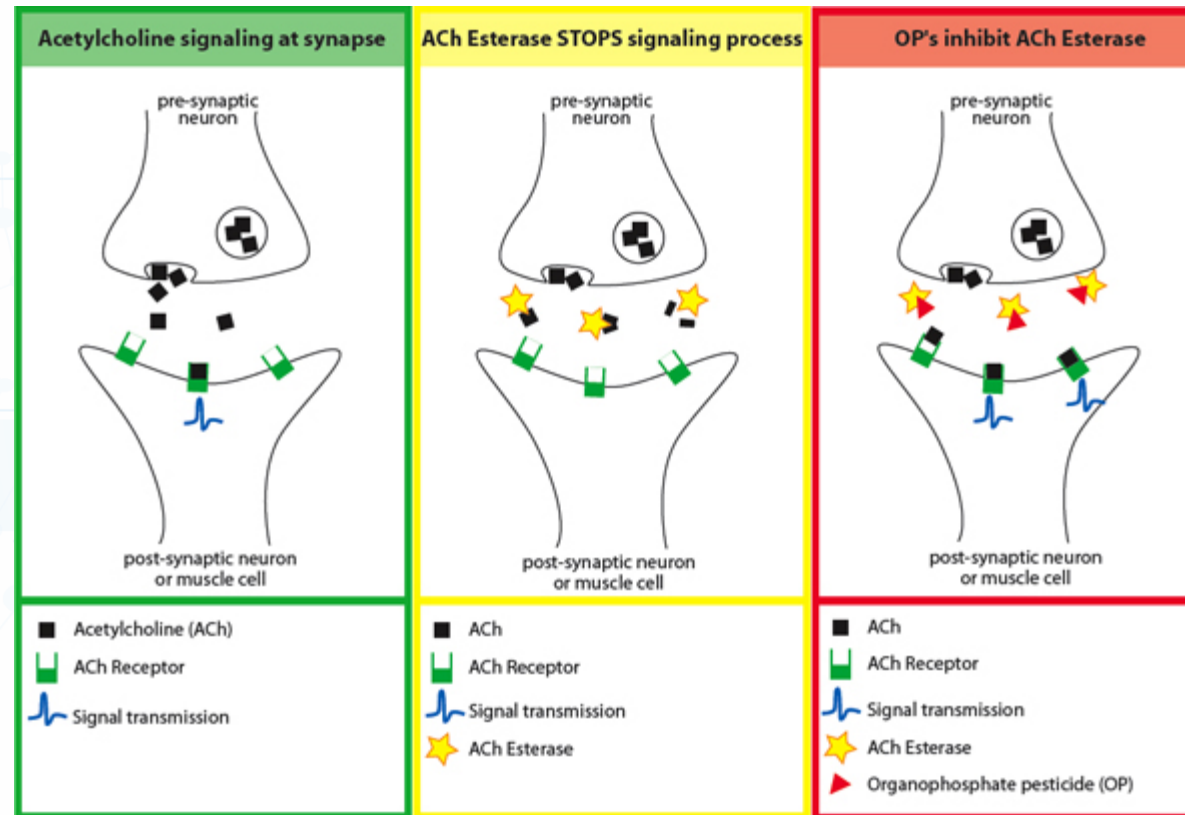 Acetylcholine signaling at synapse
pre-synaptic
neuron
post-synaptic neuron
or muscle cell
Acetylcholine (ACh)
ACh Receptor
Signal transmission
ACh Esterase STOPS signaling process
pre-synaptic
neuron
post-synaptic neuron
or muscle cell
ACh
ACh Receptor
Signal transmission
ACh Esterase
OP's inhibit ACh Esterase
pre-synaptic
neuron
post-synaptic neuron
or muscle cell
ACh
ACh Receptor
Signal transmission
ACh Esterase
Organophosphate pesticide (OP)